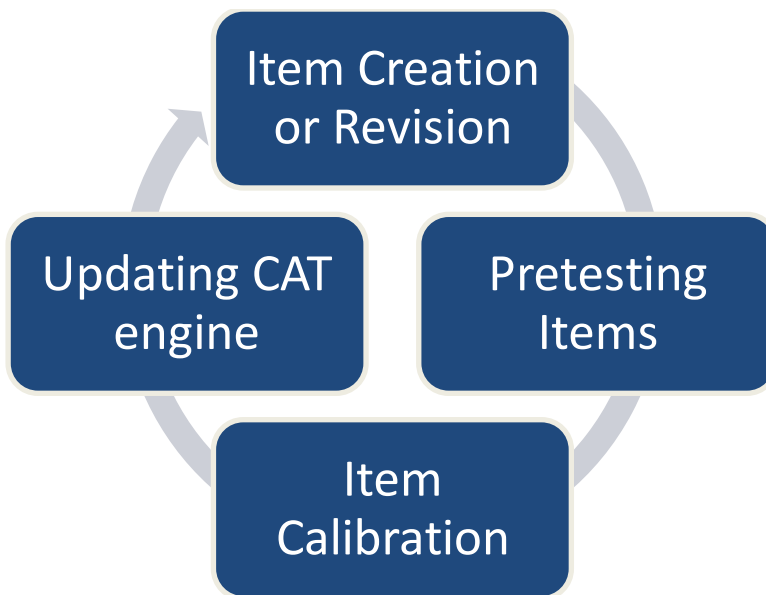 Item Creation
or Revision
Updating CAT
engine
Pretesting
Items
Item
Calibration